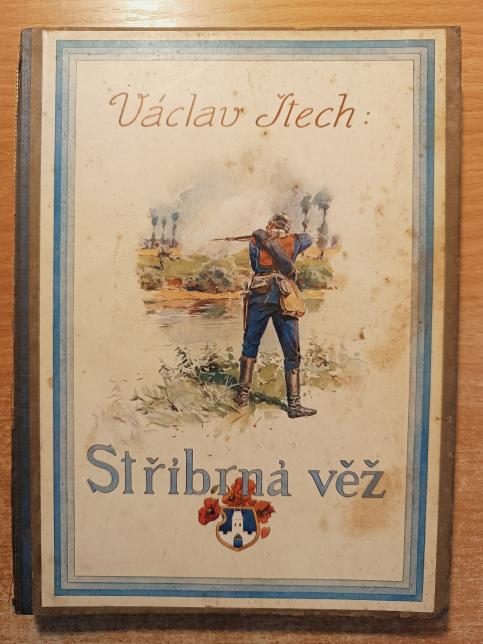 Václav Štech:
Stříbrná věž